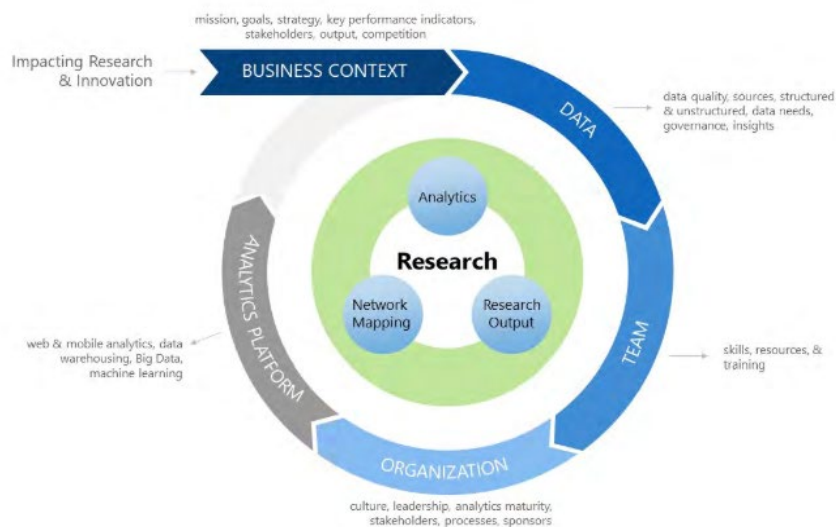 mission, goals, strategy, key performance indicators,
stakeholders, output, competition
Impacting Research
& Innovation
BUSINESS CONTEXT
DATA
data quality, sources, structured
& unstructured, data needs,
governance, insights
Analytics
Research
Network
Mapping
Research
Output
ANALYTICS PLATFORM
web & mobile analytics, data
warehousing, Big Data,
machine learning
TEAM
skills, resources, &
training
ORGANIZATION
culture, leadership, analytics maturity,
stakeholders, processes, sponsors